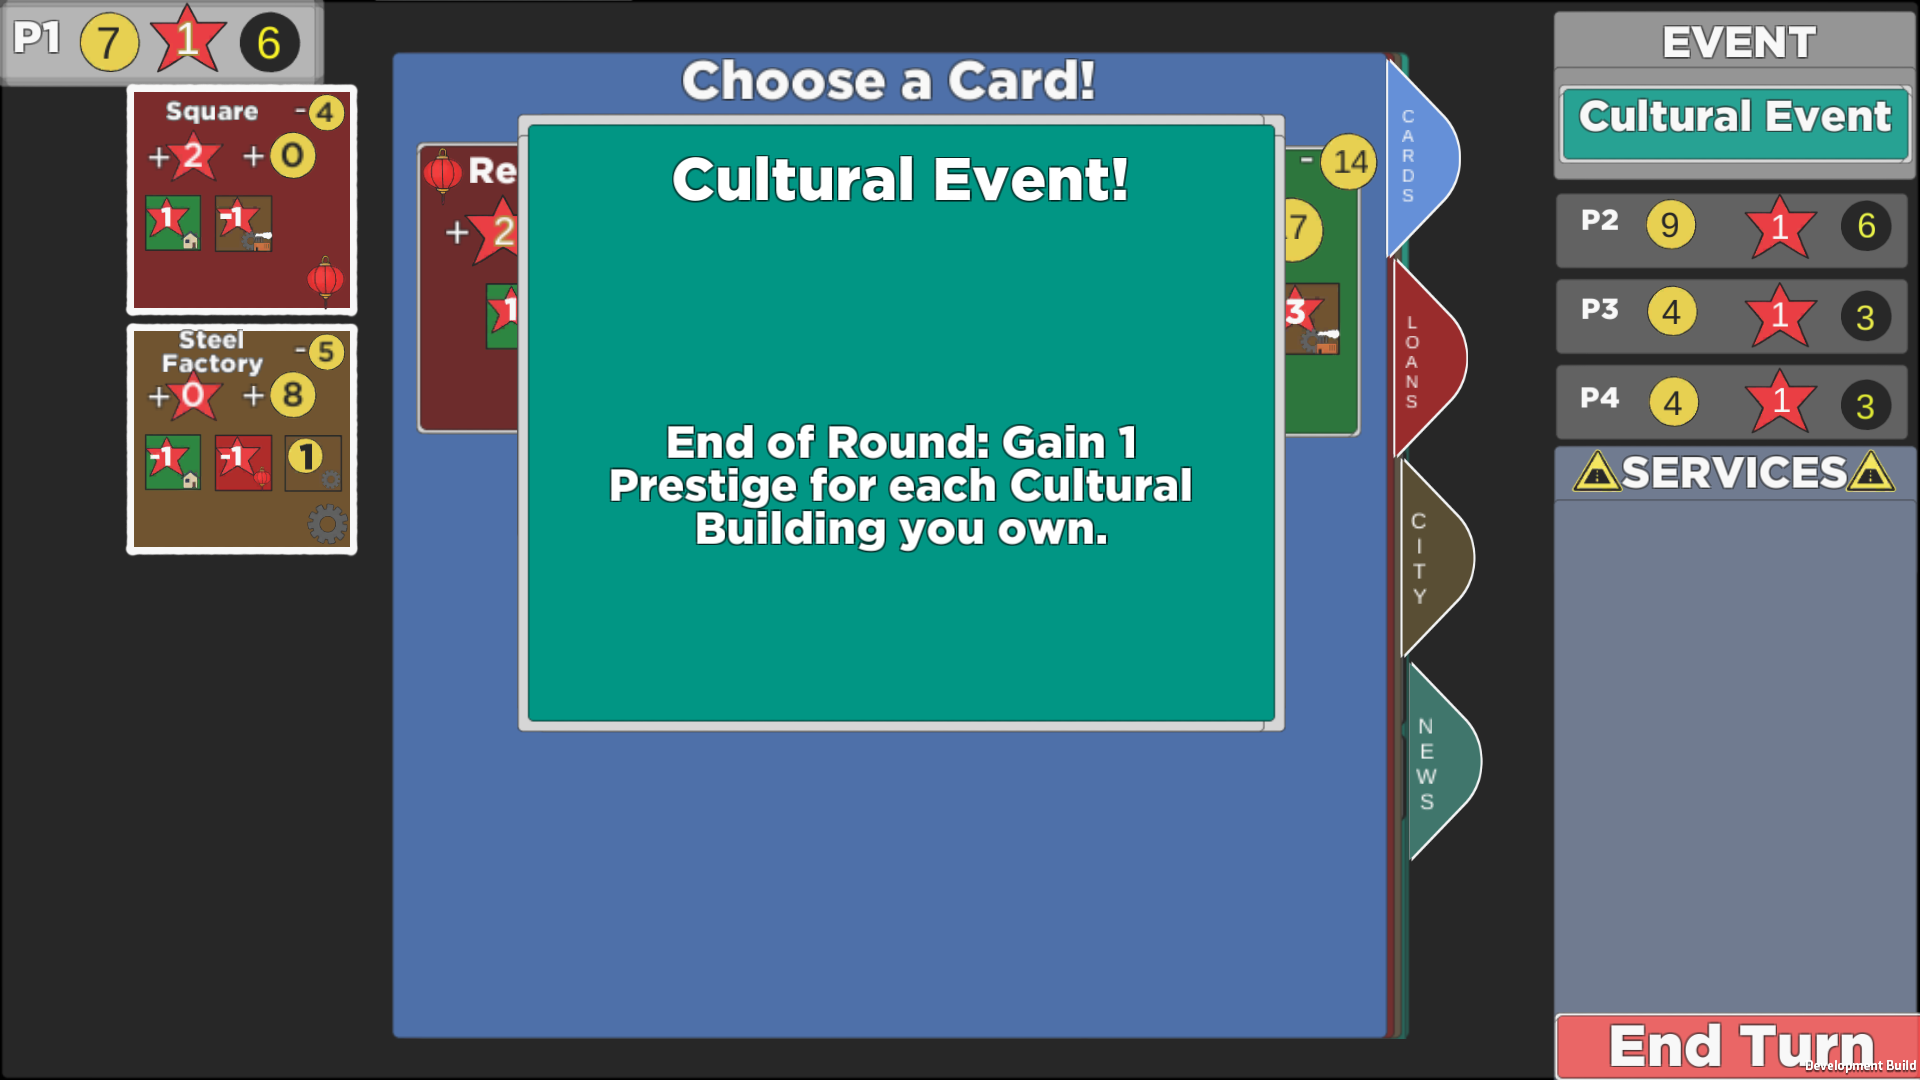 P1 7 1 6
Square - 4
+ 2 + 0
1 -1
Steel
Factory - 5
+ 0 + 8
-1 -1 1
Choose a Card!
Re
+ 2
1
- 14
3
Cultural Event!
End of Round: Gain 1
Prestige for each Cultural
Building you own.
CARDS
LOANS
CITY
NEWS
EVENT
Cultural Event
P2 9 1 6
P3 4 1 3
P4 4 1 3
SERVICES
End Turn
Development Build